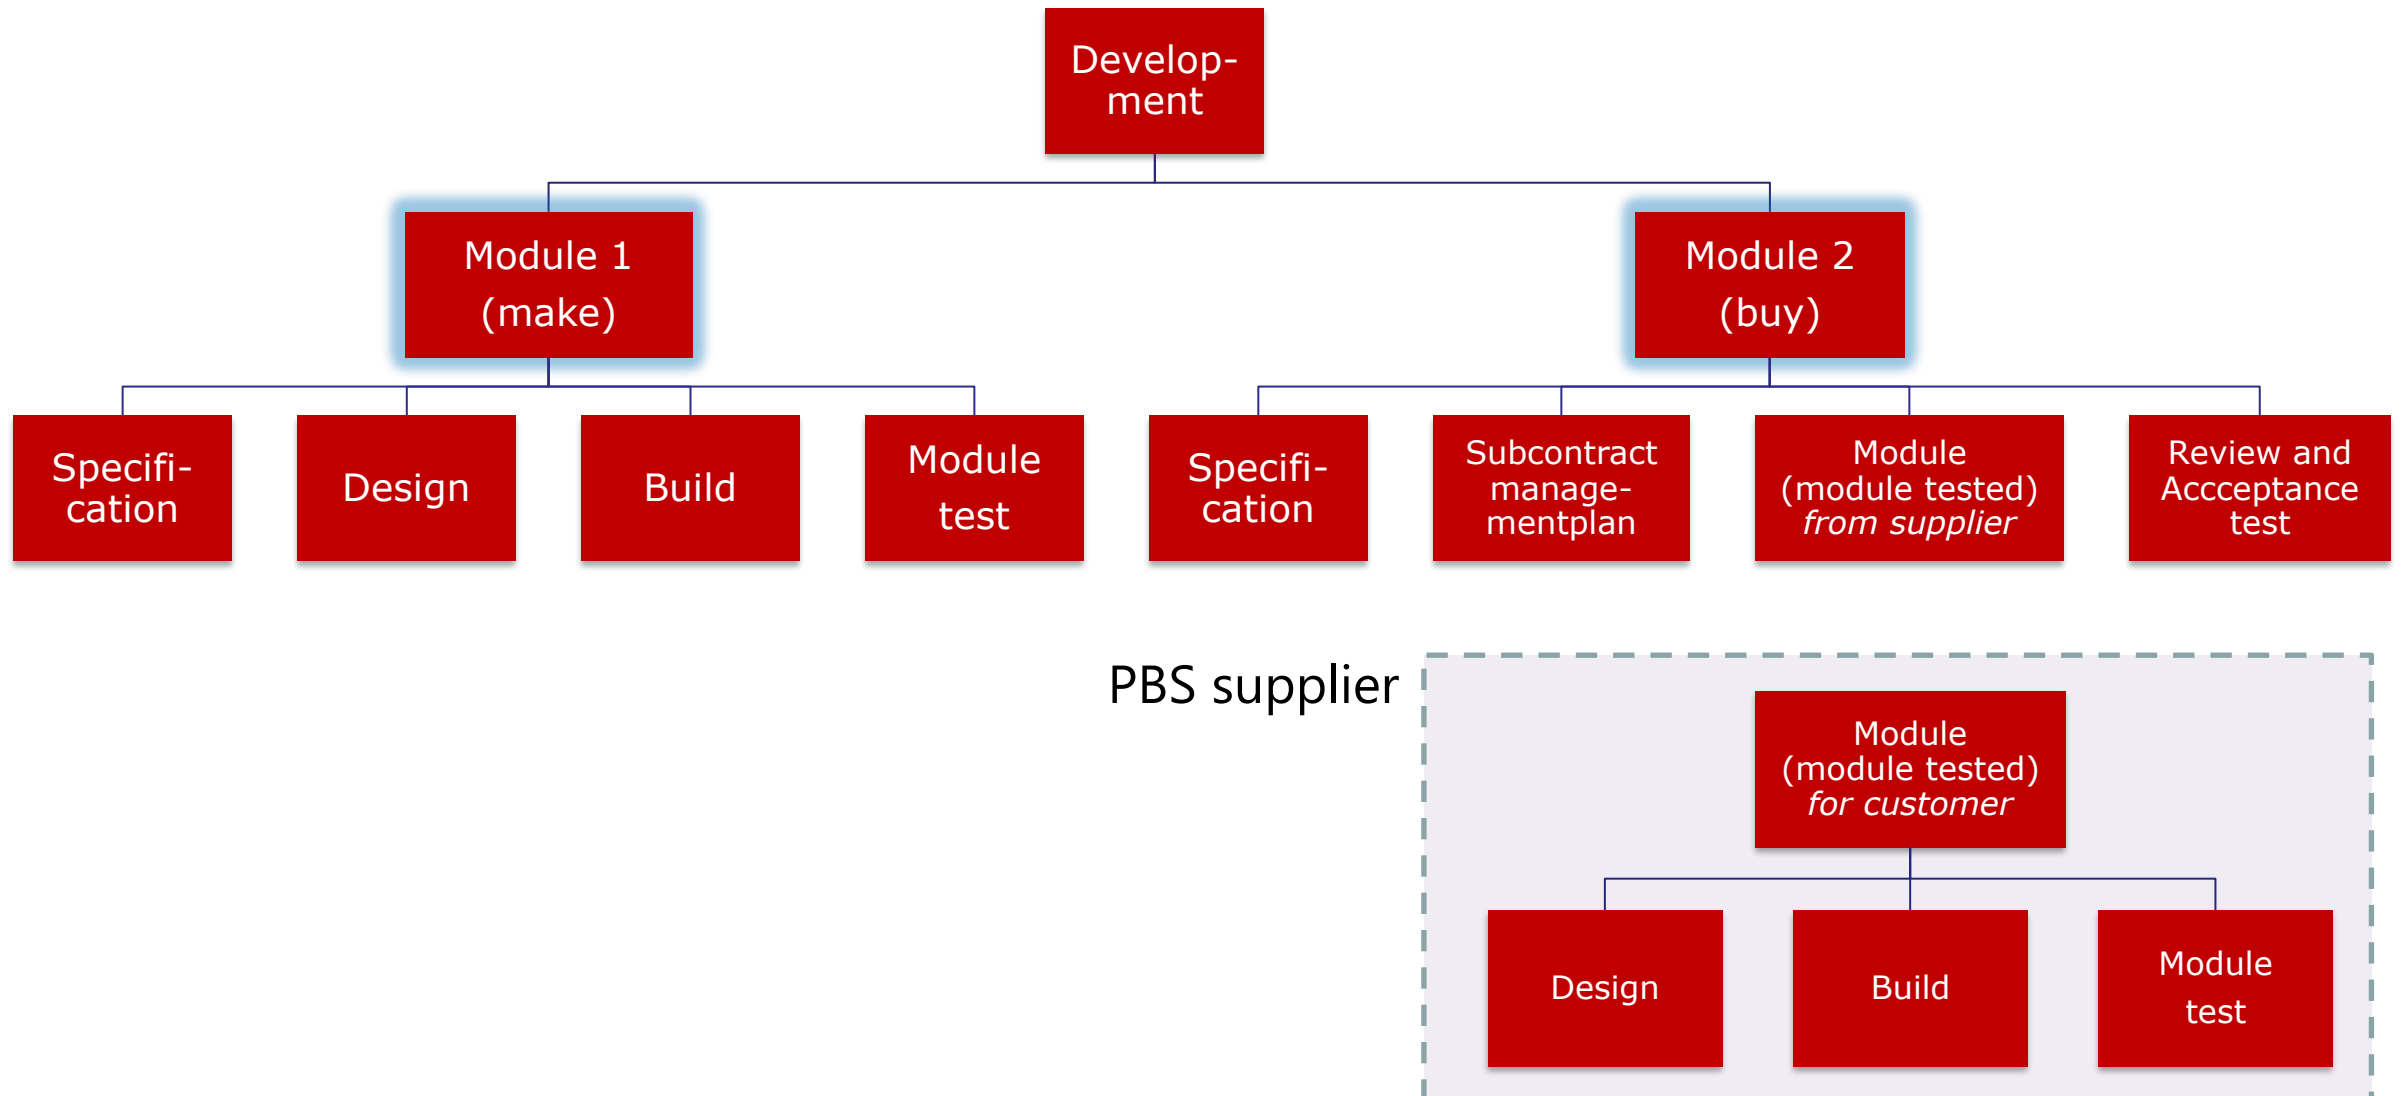 Develop-
ment
Module 1
(make)
Module 2
(buy)
Specifi-
cation
Design
Build
Module
test
Specifi-
cation
Subcontract
manage-
mentplan
Module
(module tested)
from supplier
Review and
Accceptance
test
PBS supplier
Module
(module tested)
for customer
Design
Build
Module
test